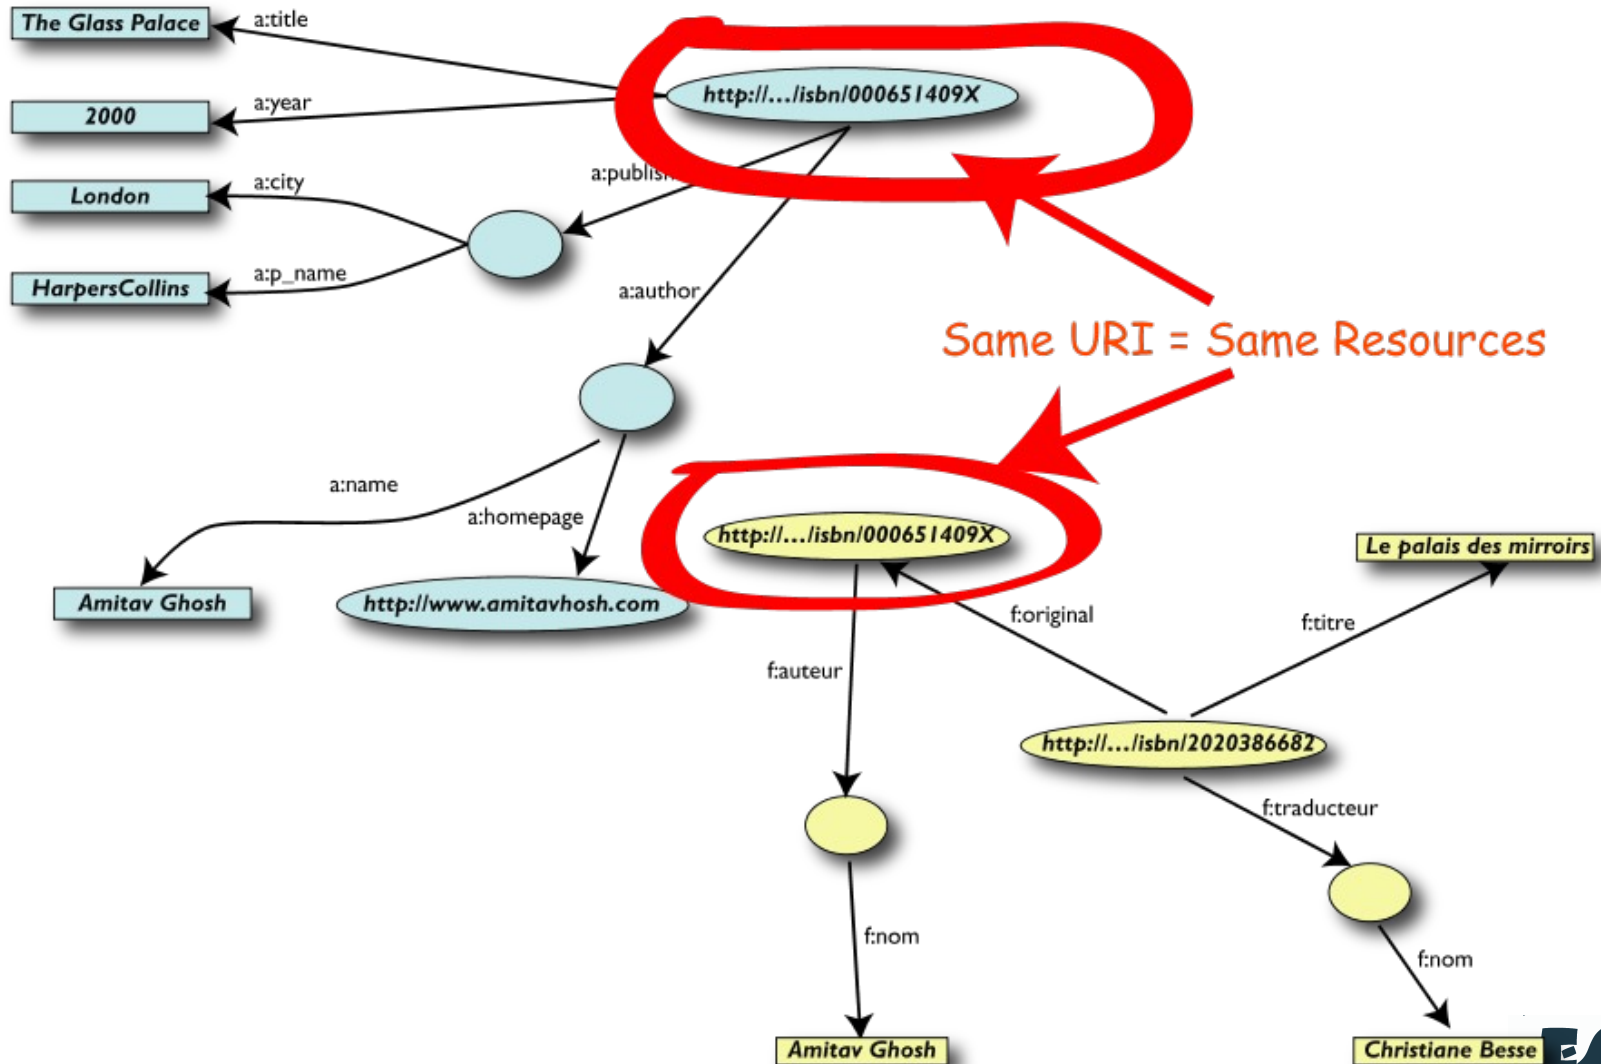 The Glass Palace
a:title
http://.../isbn/000651409X
2000
a:year
London
a:city
HarpersCollins
a:p_name
a:author
Same URI = Same Resources
a:name
a:homepage
Amitav Ghosh
http://www.amitavhosh.com
http://.../isbn/000651409X
Le palais des mirroirs
f:original
f:titre
f:auteur
http://.../isbn/2020386682
f:traducteur
f:nom
f:nom
Amitav Ghosh
Christiane Besse